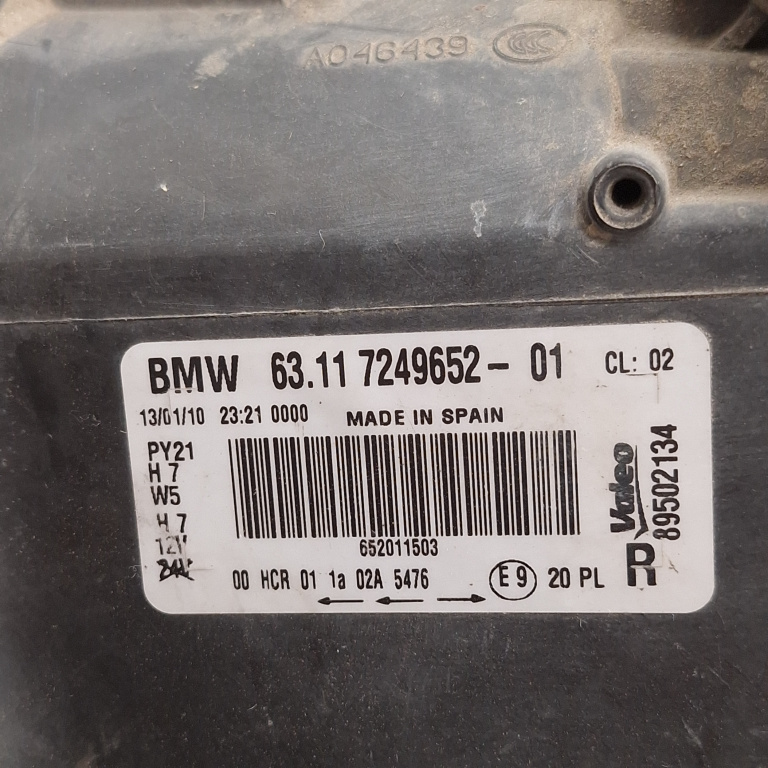 A046439 CCC
BMW 63.11 7249652- 01 CL: 02
13/01/10 23:21 0000 MADE IN SPAIN
PY21
H 7
W5
H 7
12V
24V
652011503
00 HCR 01 1a 02A 5476 E 9 20 PL
R
Valeo
89502134